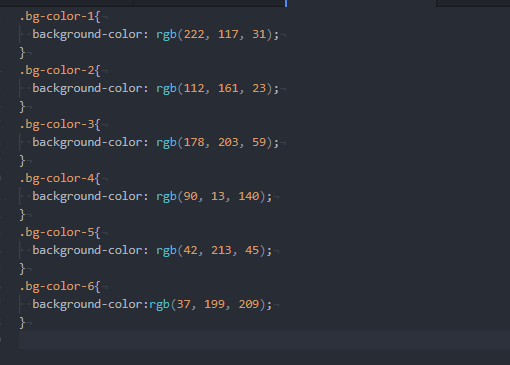 .bg-color-1{
background-color: rgb(222, 117, 31);
}
.bg-color-2{
background-color: rgb(112, 161, 23);
}
.bg-color-3{
background-color: rgb(178, 203, 59);
}
.bg-color-4{
background-color: rgb(90, 13, 140);
}
.bg-color-5{
background-color: rgb(42, 213, 45);
}
.bg-color-6{
background-color:rgb(37, 199, 209);
}